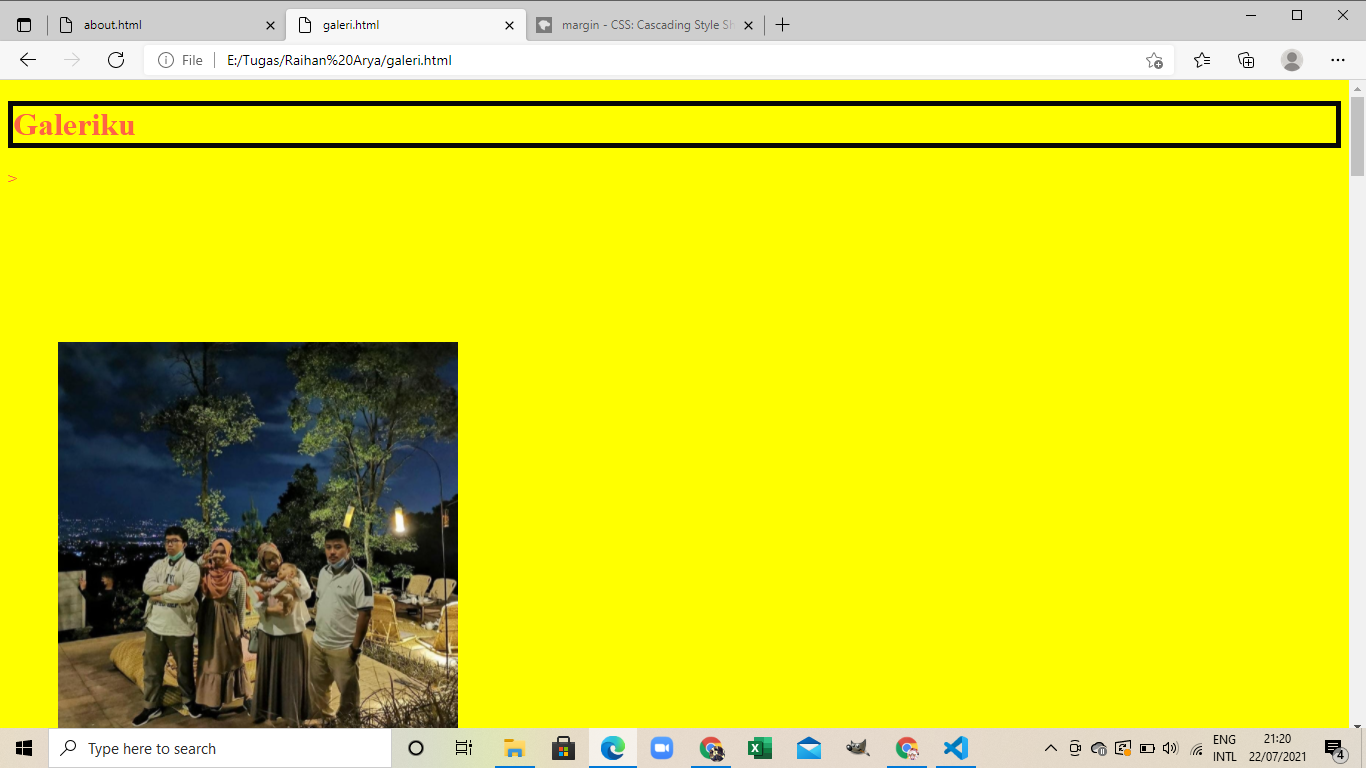 about.html
galeri.html
margin - CSS: Cascading Style Sh
File
E:/Tugas/Raihan%20Arya/galeri.html
Galeriku
>
Type here to search
ENG
INTL
21:20
22/07/2021
4